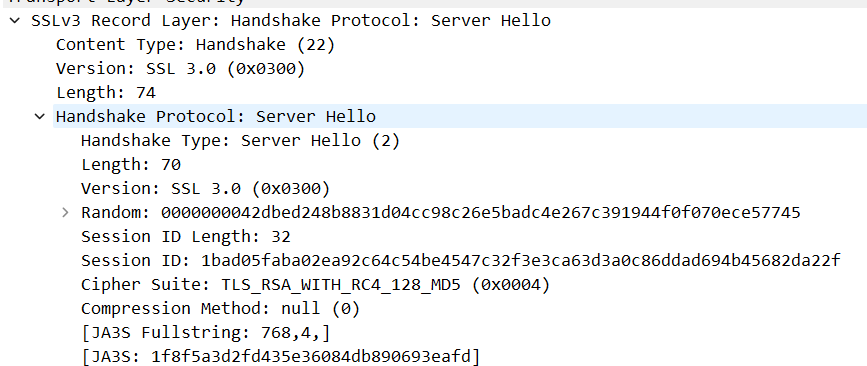 Transport Layer Security
SSLv3 Record Layer: Handshake Protocol: Server Hello
Content Type: Handshake (22)
Version: SSL 3.0 (0x0300)
Length: 74
Handshake Protocol: Server Hello
Handshake Type: Server Hello (2)
Length: 70
Version: SSL 3.0 (0x0300)
Random: 0000000042dbed248b8831d04cc98c26e5badc4e267c391944f0f070ece57745
Session ID Length: 32
Session ID: 1bad05faba02ea92c64c54be4547c32f3e3ca63d3a0c86ddad694b45682da22f
Cipher Suite: TLS_RSA_WITH_RC4_128_MD5 (0x0004)
Compression Method: null (0)
[JA3S Fullstring: 768,4,]
[JA3S: 1f8f5a3d2fd435e36084db890693eafd]